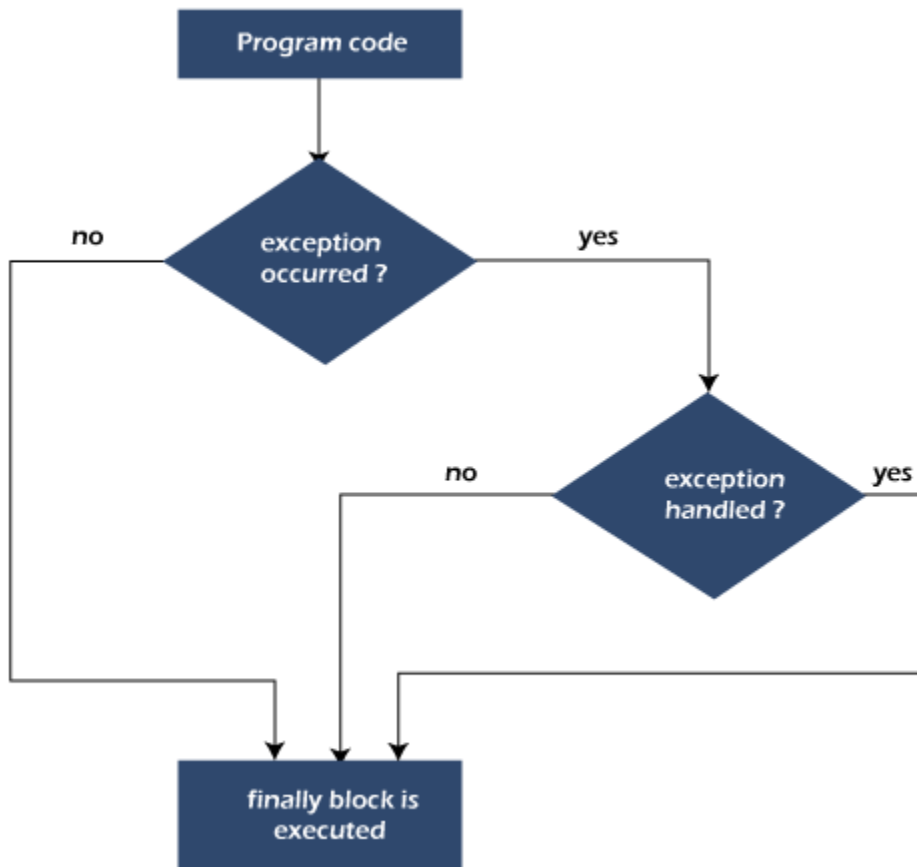 Program code
no
yes
exception
occurred ?
no
yes
exception
handled ?
finally block is
executed